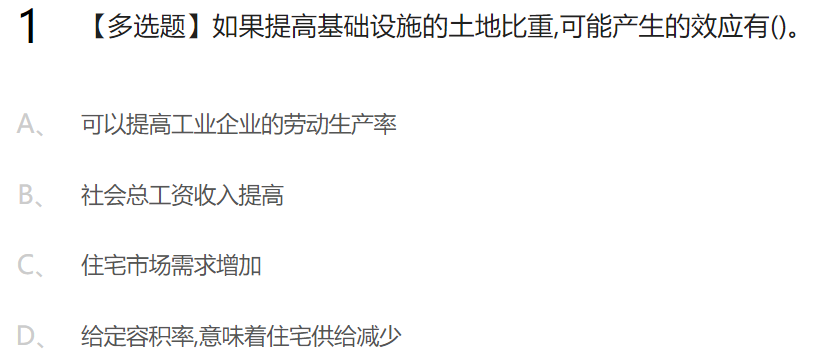 1 【多选题】如果提高基础设施的土地比重,可能产生的效应有()。
A、 可以提高工业企业的劳动生产率
B、 社会总工资收入提高
C、 住宅市场需求增加
D、 给定容积率,意味着住宅供给减少